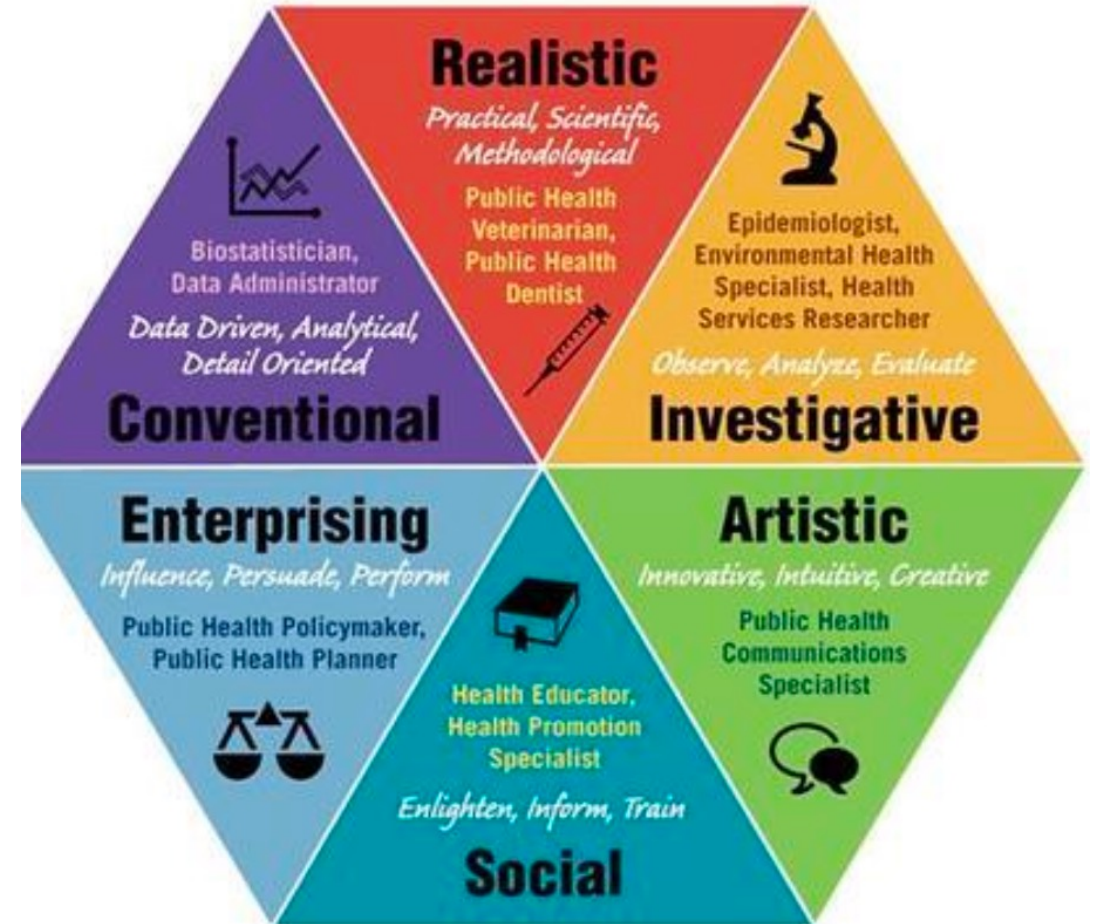 Realistic
Practical, Scientific,
Methodological
Public Health
Veterinarian,
Public Health
Dentist
Epidemiologist,
Environmental Health
Specialist, Health
Services Researcher
Observe, Analyze, Evaluate
Investigative
Artistic
Innovative, Intuitive, Creative
Public Health
Communications
Specialist
Health Educator,
Health Promotion
Specialist
Enlighten, Inform, Train
Social
Enterprising
Influence, Persuade, Perform
Public Health Policymaker,
Public Health Planner
Biostatistician,
Data Administrator
Data Driven, Analytical,
Detail Oriented
Conventional